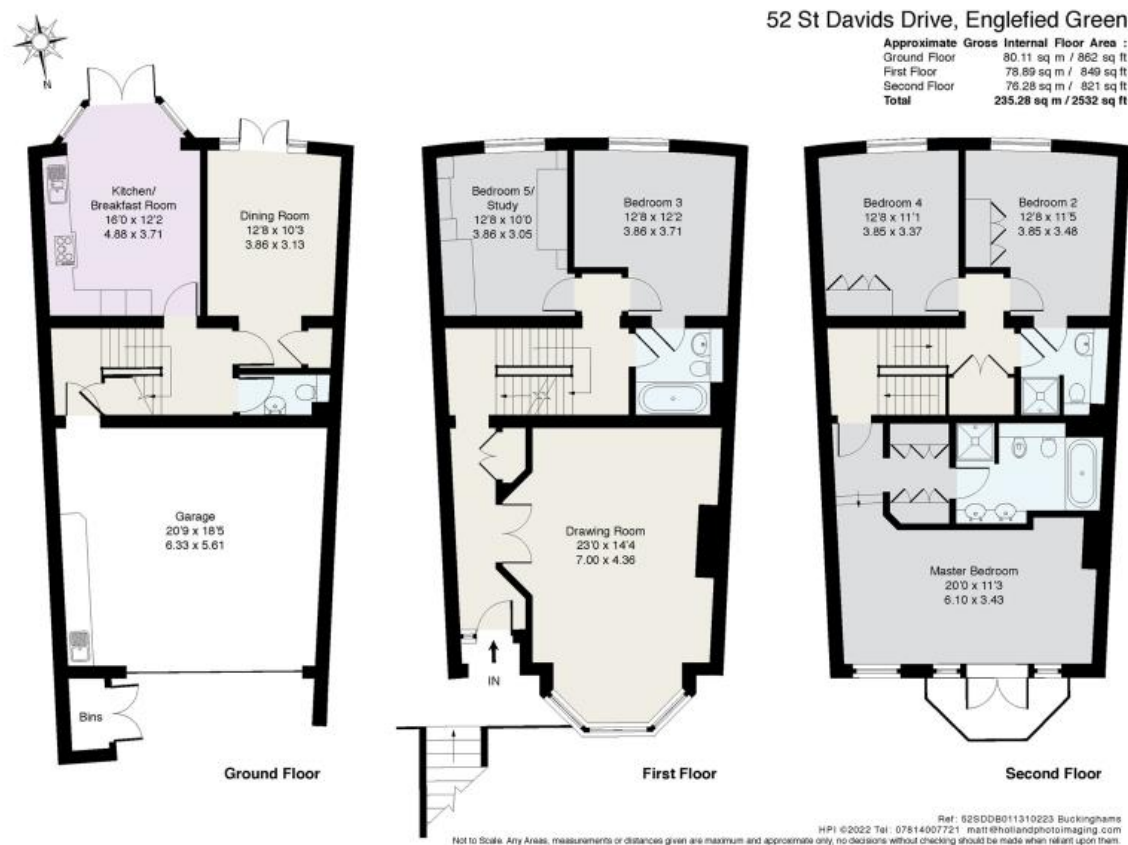 52 St Davids Drive, Englefied Green
Approximate Gross Internal Floor Area :
Ground Floor 80.11 sq m / 862 sq ft
First Floor 78.89 sq m / 849 sq ft
Second Floor 76.28 sq m / 821 sq ft
Total 235.28 sq m / 2532 sq ft
N
Kitchen/
Breakfast Room
16'0 x 12'2
4.88 x 3.71
Dining Room
12'8 x 10'3
3.86 x 3.13
Garage
20'9 x 18'5
6.33 x 5.61
Bins
Ground Floor
Bedroom 5/
Study
12'8 x 10'0
3.86 x 3.05
Bedroom 3
12'8 x 12'2
3.86 x 3.71
Drawing Room
23'0 x 14'4
7.00 x 4.36
IN
First Floor
Bedroom 4
12'8 x 11'1
3.85 x 3.37
Bedroom 2
12'8 x 11'5
3.85 x 3.48
Master Bedroom
20'0 x 11'3
6.10 x 3.43
Second Floor
Ref: 52SDDB011310223 Buckinghams
HPI ©2022 Tel: 07814007721 matt@hollandphotoimaging.com
Not to Scale. Any Areas, measurements or distances given are maximum and approximate only, no decisions without checking should be made when reliant upon them.